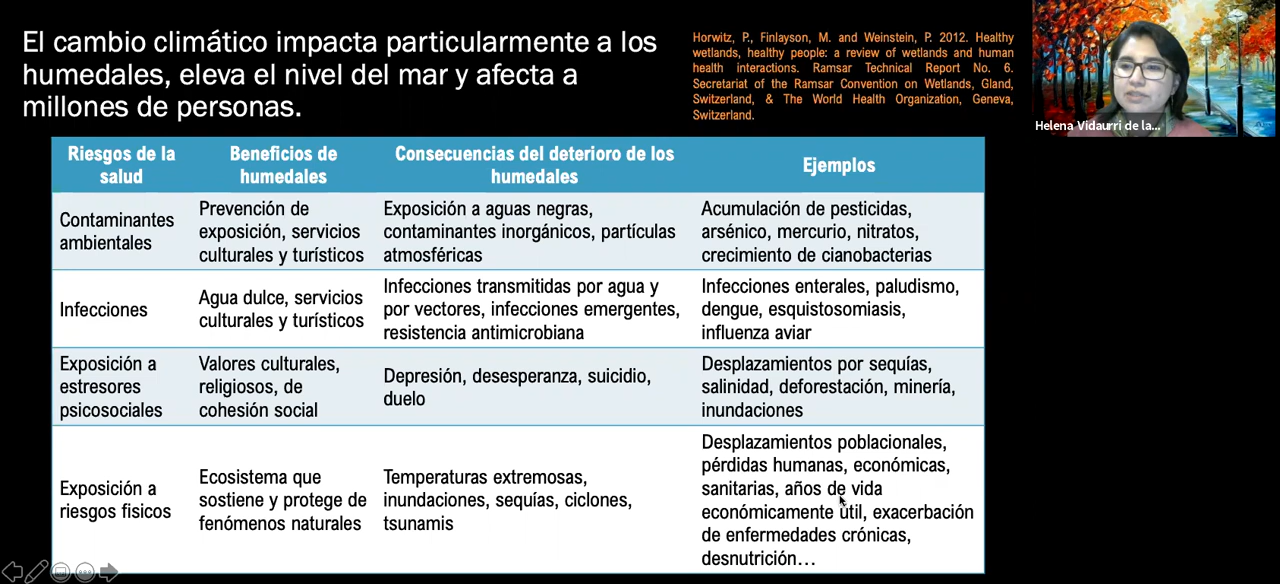 El cambio climático impacta particularmente a los
humedales, eleva el nivel del mar y afecta a
millones de personas.
Horwitz, P., Finlayson, M. and Weinstein, P. 2012. Healthy
wetlands, healthy people: a review of wetlands and human
health interactions. Ramsar Technical Report No. 6.
Secretariat of the Ramsar Convention on Wetlands, Gland,
Switzerland, & The World Health Organization, Geneva,
Switzerland.
Helena Vidaurri de la...
Riesgos de la
salud
Beneficios de
humedales
Consecuencias del deterioro de los
humedales
Ejemplos
Contaminantes
ambientales
Prevención de
exposición, servicios
culturales y turísticos
Exposición a aguas negras,
contaminantes inorgánicos, partículas
atmosféricas
Acumulación de pesticidas,
arsénico, mercurio, nitratos,
crecimiento de cianobacterias
Infecciones
Agua dulce, servicios
culturales y turísticos
Infecciones transmitidas por agua y
por vectores, infecciones emergentes,
resistencia antimicrobiana
Infecciones enterales, paludismo,
dengue, esquistosomiasis,
influenza aviar
Exposición a
estresores
psicosociales
Valores culturales,
religiosos, de
cohesión social
Depresión, desesperanza, suicidio,
duelo
Desplazamientos por sequías,
salinidad, deforestación, minería,
inundaciones
Exposición a
riesgos físicos
Ecosistema que
sostiene y protege de
fenómenos naturales
Temperaturas extremosas,
inundaciones, sequías, ciclones,
tsunamis
Desplazamientos poblacionales,
pérdidas humanas, económicas,
sanitarias, años de vida
económicamente útil, exacerbación
de enfermedades crónicas,
desnutrición...